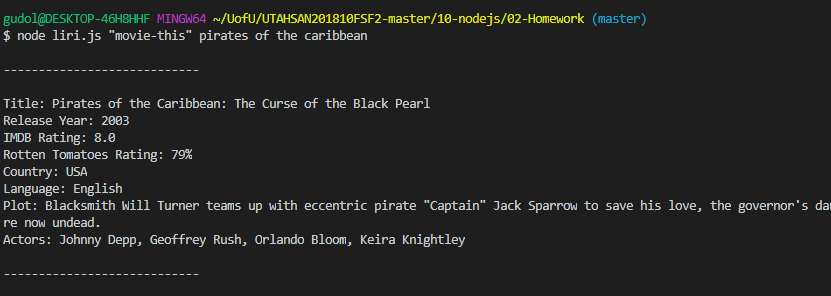 gudol@DESKTOP-46H8HHF MINGW64 ~/UofU/UTAHSAN201810FSF2-master/10-nodejs/02-Homework (master)
$ node liri.js "movie-this" pirates of the caribbean
----------------------------
Title: Pirates of the Caribbean: The Curse of the Black Pearl
Release Year: 2003
IMDB Rating: 8.0
Rotten Tomatoes Rating: 79%
Country: USA
Language: English
Plot: Blacksmith Will Turner teams up with eccentric pirate "Captain" Jack Sparrow to save his love, the governor's dau
re now undead.
Actors: Johnny Depp, Geoffrey Rush, Orlando Bloom, Keira Knightley
----------------------------